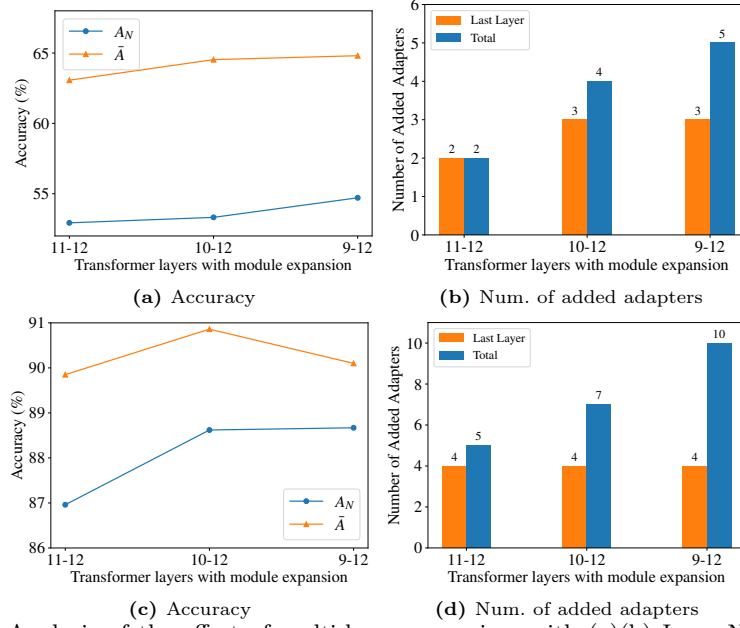 A_N
Ā
65
60
55
Accuracy (%)
11-12
10-12
9-12
Transformer layers with module expansion
(a) Accuracy
Last Layer
Total
6
5
4
3
2
1
0
Number of Added Adapters
2
2
3
4
3
5
11-12
10-12
9-12
Transformer layers with module expansion
(b) Num. of added adapters
91
90
89
88
87
86
Accuracy (%)
A_N
Ā
11-12
10-12
9-12
Transformer layers with module expansion
(c) Accuracy
Last Layer
Total
10
8
6
4
2
0
Number of Added Adapters
4
5
4
7
4
10
11-12
10-12
9-12
Transformer layers with module expansion
(d) Num. of added adapters